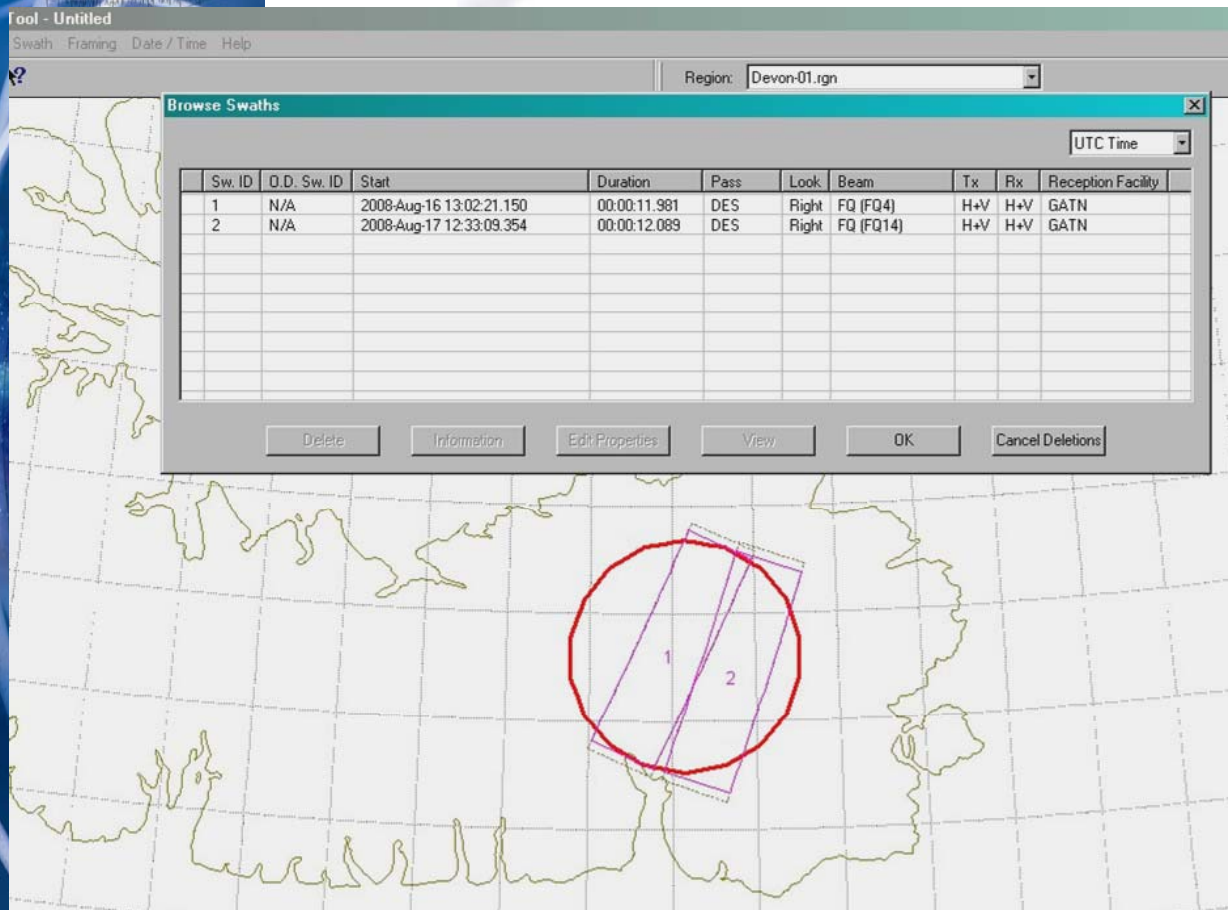 Tool - Untitled
Swath Framing Date / Time Help
Region: Devon-01.rgn
Browse Swaths
UTC Time
Sw. ID O.D. Sw. ID Start Duration Pass Look Beam Tx Rx Reception Facility
1 N/A 2008-Aug-16 13:02:21.150 00:00:11.981 DES Right FQ (FQ4) H+V H+V GATN
2 N/A 2008-Aug-17 12:33:09.354 00:00:12.089 DES Right FQ (FQ14) H+V H+V GATN
Delete Information Edit Properties View OK Cancel Deletions
1
2